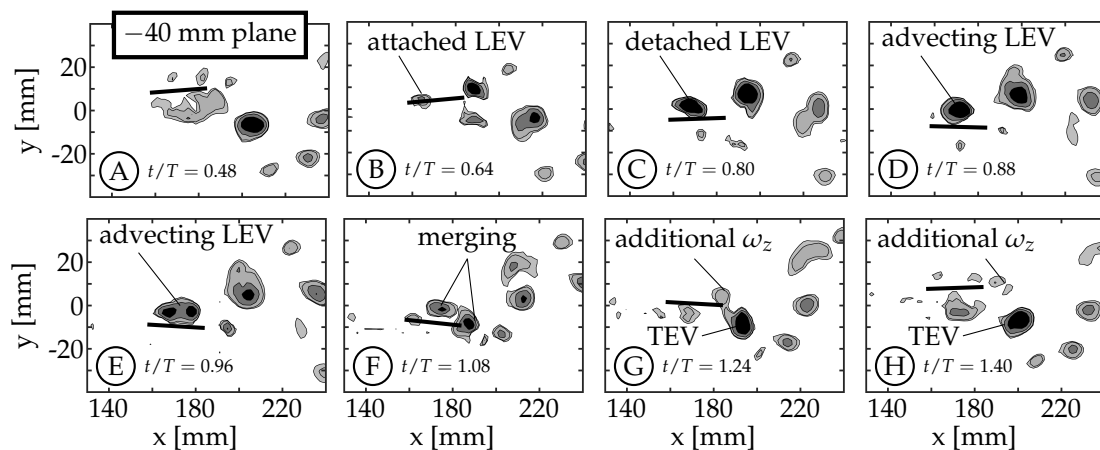 −40 mm plane
attached LEV
detached LEV
advecting LEV
y [mm]
20
0
-20
A t/T = 0.48
B t/T = 0.64
C t/T = 0.80
D t/T = 0.88
advecting LEV
merging
additional ωz
additional ωz
y [mm]
20
0
-20
TEV
TEV
E t/T = 0.96
F t/T = 1.08
G t/T = 1.24
H t/T = 1.40
140 180 220
140 180 220
140 180 220
140 180 220
x [mm]
x [mm]
x [mm]
x [mm]